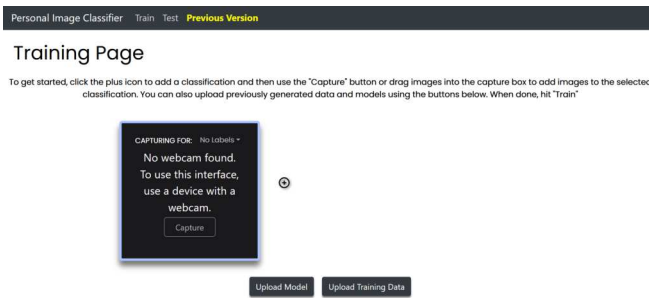 Personal Image Classifier Train Test Previous Version
Training Page
To get started, click the plus icon to add a classification and then use the "Capture" button or drag images into the capture box to add images to the selected
classification. You can also upload previously generated data and models using the buttons below. When done, hit "Train"
CAPTURING FOR: No Labels
No webcam found.
To use this interface,
use a device with a
webcam.
Capture
Upload Model Upload Training Data